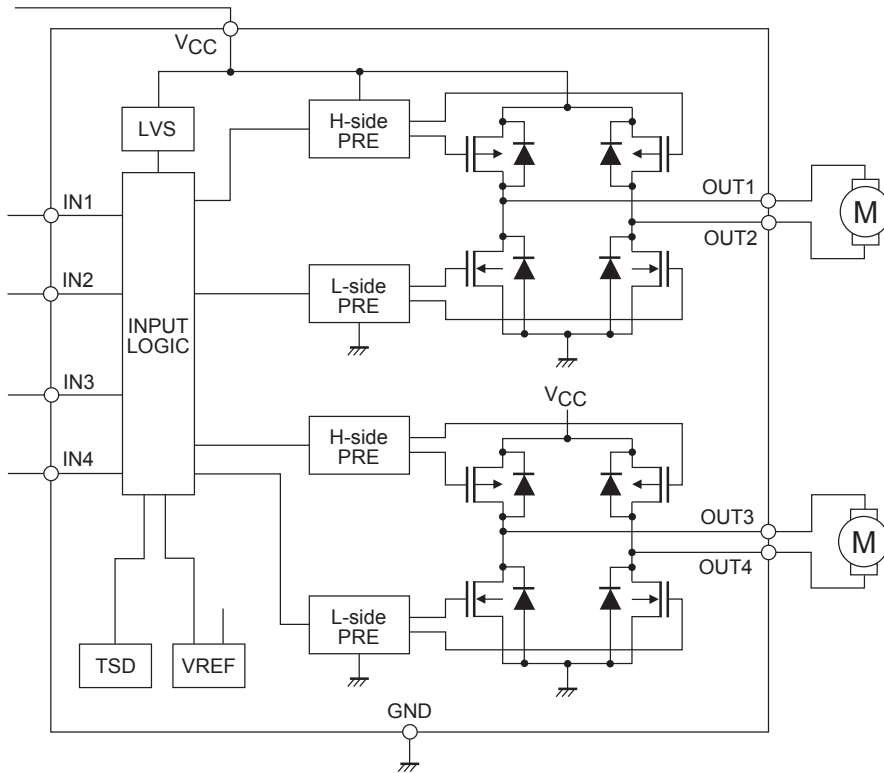 VCC
LVS
H-side
PRE
OUT1
M
IN1
OUT2
IN2
L-side
PRE
INPUT
LOGIC
IN3
VCC
H-side
PRE
IN4
OUT3
M
OUT4
L-side
PRE
TSD
VREF
GND